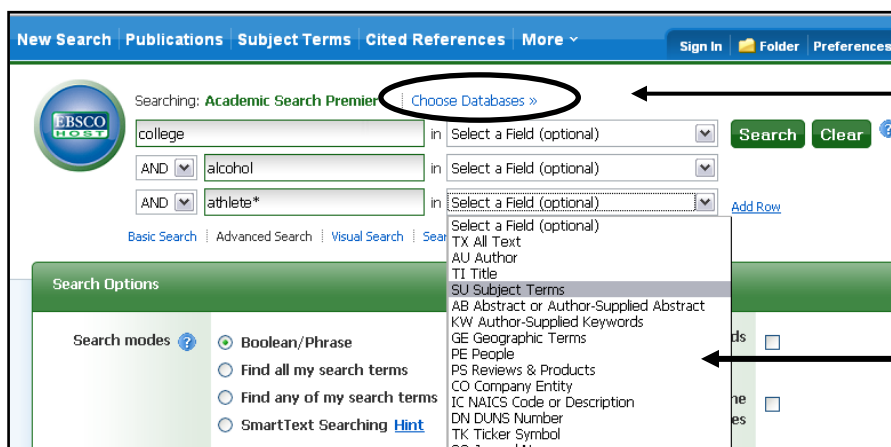 New Search Publications Subject Terms Cited References More
Sign In Folder Preferences
Searching: Academic Search Premier Choose Databases »
EBSCO
HOST
college in Select a Field (optional) Search Clear ?
AND alcohol in Select a Field (optional)
AND athlete* in Select a Field (optional) Add Row
Basic Search Advanced Search Visual Search
Select a Field (optional)
TX All Text
AU Author
TI Title
SU Subject Terms
AB Abstract or Author-Supplied Abstract
KW Author-Supplied Keywords
GE Geographic Terms
PE People
PS Reviews & Products
CO Company Entity
IC NAICS Code or Description
DN DUNS Number
TK Ticker Symbol
Search Options
Search modes ? Boolean/Phrase
Find all my search terms
Find any of my search terms
SmartText Searching Hint